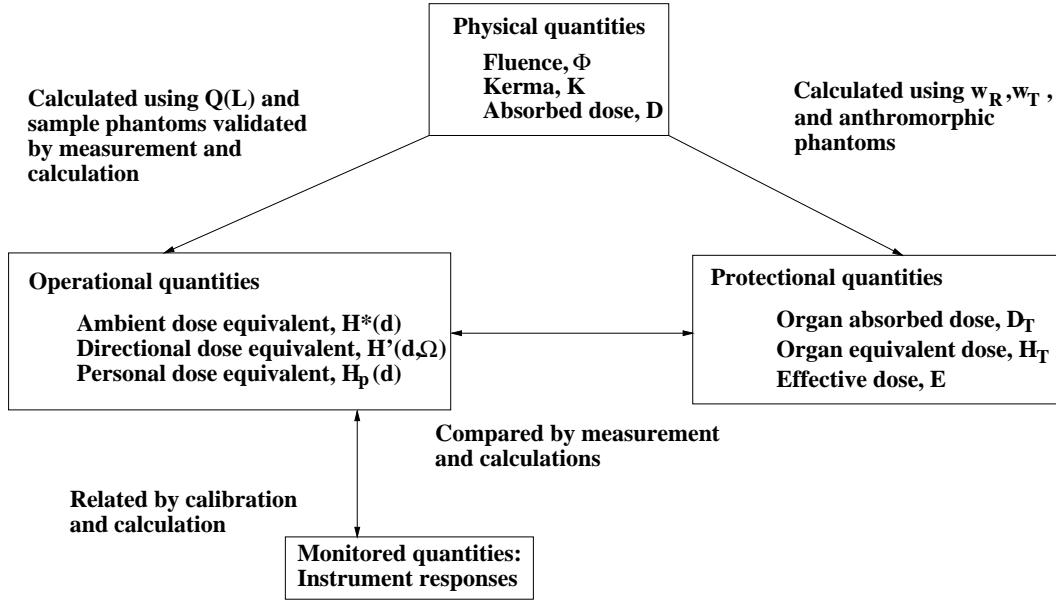 Physical quantities
Fluence, Φ
Kerma, K
Absorbed dose, D
Calculated using Q(L) and
sample phantoms validated
by measurement and
calculation
Calculated using w_R, w_T ,
and anthromorphic
phantoms
Operational quantities
Ambient dose equivalent, H*(d)
Directional dose equivalent, H'(d,Ω)
Personal dose equivalent, H_p(d)
Protectional quantities
Organ absorbed dose, D_T
Organ equivalent dose, H_T
Effective dose, E
Compared by measurement
and calculations
Related by calibration
and calculation
Monitored quantities:
Instrument responses